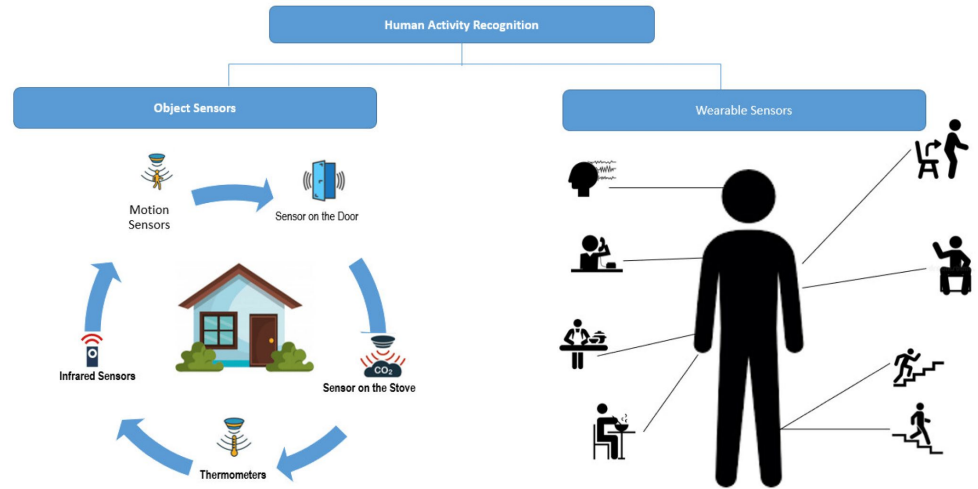 Human Activity Recognition
Object Sensors
Wearable Sensors
Motion
Sensors
Sensor on the Door
Infrared Sensors
CO₂
Sensor on the Stove
Thermometers